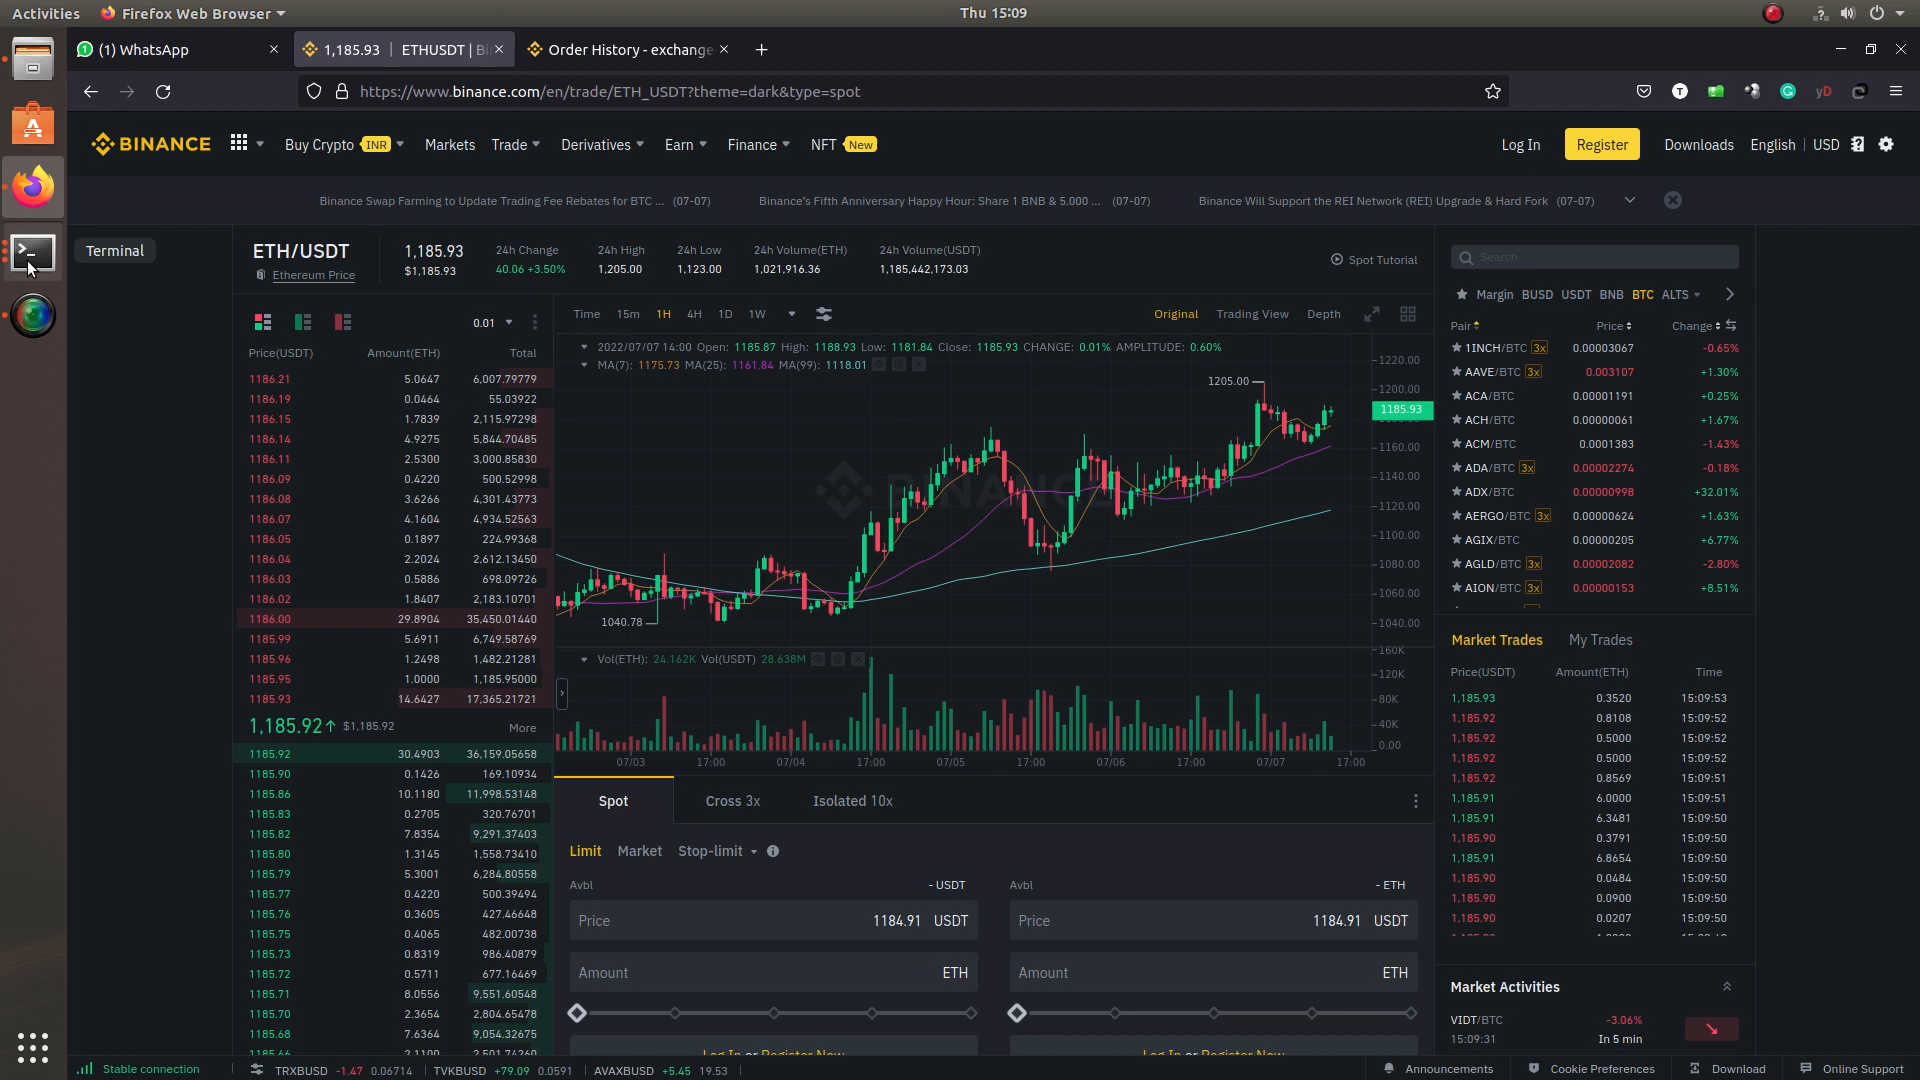 Activities
Firefox Web Browser
Thu 15:09
(1) WhatsApp
1,185.93 | ETHUSDT | Bi
Order History - exchange
https://www.binance.com/en/trade/ETH_USDT?theme=dark&type=spot
BINANCE
Buy Crypto INR
Markets
Trade
Derivatives
Earn
Finance
NFT New
Log In
Register
Downloads
English | USD
Binance Swap Farming to Update Trading Fee Rebates for BTC ... (07-07)
Binance's Fifth Anniversary Happy Hour: Share 1 BNB & 5,000 ... (07-07)
Binance Will Support the REI Network (REI) Upgrade & Hard Fork (07-07)
Terminal
ETH/USDT
Ethereum Price
1,185.93
$1,185.93
24h Change
40.06 +3.50%
24h High
1,205.00
24h Low
1,123.00
24h Volume(ETH)
1,021,916.36
24h Volume(USDT)
1,185,442,173.03
Spot Tutorial
0.01
Price(USDT) Amount(ETH) Total
1186.21 5.0647 6,007.79779
1186.19 0.0464 55.03922
1186.15 1.7839 2,115.97298
1186.14 4.9275 5,844.70485
1186.11 2.5300 3,000.85830
1186.09 0.4220 500.52998
1186.08 3.6266 4,301.43773
1186.07 4.1604 4,934.52563
1186.05 0.1897 224.99368
1186.04 2.2024 2,612.13450
1186.03 0.5886 698.09726
1186.02 1.8407 2,183.10701
1186.00 29.8904 35,450.01440
1185.99 5.6911 6,749.58769
1185.96 1.2498 1,482.21281
1185.95 1.0000 1,185.95000
1185.93 14.6427 17,365.21721
1,185.92↑ $1,185.92 More
1185.92 30.4903 36,159.05658
1185.90 0.1426 169.10934
1185.86 10.1180 11,998.53148
1185.83 0.2705 320.76701
1185.82 7.8354 9,291.37403
1185.80 1.3145 1,558.73410
1185.79 5.3001 6,284.80558
1185.77 0.4220 500.39494
1185.76 0.3605 427.46648
1185.75 0.4065 482.00738
1185.73 0.8319 986.40879
1185.72 0.5711 677.16469
1185.71 8.0556 9,551.60548
1185.70 2.3654 2,804.65478
1185.68 7.6364 9,054.32675
1185.66 2.1100 2,501.74260
Time 15m 1H 4H 1D 1W
Original Trading View Depth
2022/07/07 14:00 Open: 1185.87 High: 1188.93 Low: 1181.84 Close: 1185.93 CHANGE: 0.01% AMPLITUDE: 0.60%
MA(7): 1175.73 MA(25): 1161.84 MA(99): 1118.01
1205.00
1040.78
1220.00
1200.00
1185.93
1160.00
1140.00
1120.00
1100.00
1080.00
1060.00
1040.00
BINANCE
Vol(ETH): 24.162K Vol(USDT) 28.638M
160K
120K
80K
40K
0.00
07/03 17:00 07/04 17:00 07/05 17:00 07/06 17:00 07/07 17:00
Spot
Cross 3x
Isolated 10x
Limit
Market
Stop-limit
Avbl - USDT
Price 1184.91 USDT
Amount ETH
Log In or Register Now
Avbl - ETH
Price 1184.91 USDT
Amount ETH
Log In or Register Now
Search
Margin BUSD USDT BNB BTC ALTS
Pair Price Change
1INCH/BTC 3x 0.00003067 -0.65%
AAVE/BTC 3x 0.003107 +1.30%
ACA/BTC 0.00001191 +0.25%
ACH/BTC 0.00000061 +1.67%
ACM/BTC 0.0001383 -1.43%
ADA/BTC 3x 0.00002274 -0.18%
ADX/BTC 0.00000998 +32.01%
AERGO/BTC 3x 0.00000624 +1.63%
AGIX/BTC 0.00000205 +6.77%
AGLD/BTC 3x 0.00002082 -2.80%
AION/BTC 3x 0.00000153 +8.51%
Market Trades
My Trades
Price(USDT) Amount(ETH) Time
1,185.93 0.3520 15:09:53
1,185.92 0.8108 15:09:52
1,185.92 0.5000 15:09:52
1,185.92 0.5000 15:09:52
1,185.92 0.8569 15:09:51
1,185.91 6.0000 15:09:51
1,185.91 6.3481 15:09:50
1,185.90 0.3791 15:09:50
1,185.91 6.8654 15:09:50
1,185.90 0.0484 15:09:50
1,185.90 0.0900 15:09:50
1,185.90 0.0207 15:09:50
Market Activities
VIDT/BTC -3.06%
15:09:31 In 5 min
Stable connection
TRXBUSD -1.47 0.06714
TVKBUSD +79.09 0.0591
AVAXBUSD +5.45 19.53
Announcements
Cookie Preferences
Download
Online Support